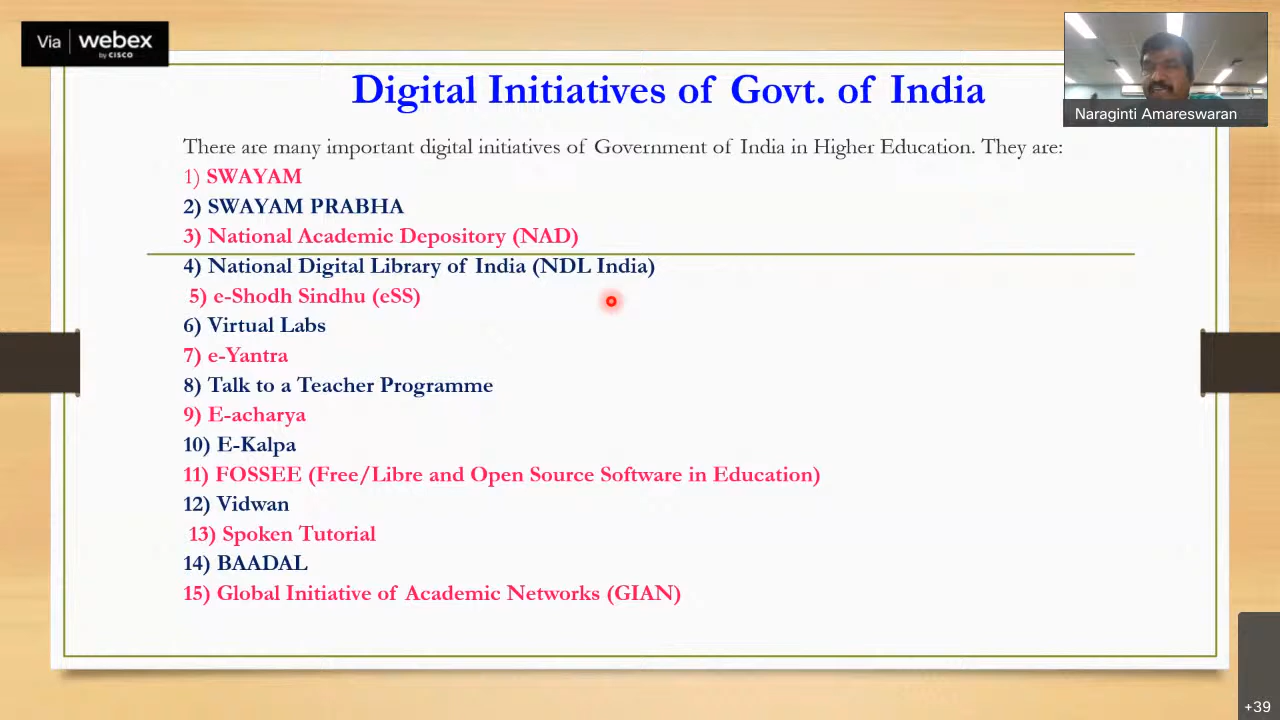 Via webex
by CISCO
Digital Initiatives of Govt. of India
Naraginti Amareswaran
There are many important digital initiatives of Government of India in Higher Education. They are:
1) SWAYAM
2) SWAYAM PRABHA
3) National Academic Depository (NAD)
4) National Digital Library of India (NDL India)
5) e-Shodh Sindhu (eSS)
6) Virtual Labs
7) e-Yantra
8) Talk to a Teacher Programme
9) E-acharya
10) E-Kalpa
11) FOSSEE (Free/Libre and Open Source Software in Education)
12) Vidwan
13) Spoken Tutorial
14) BAADAL
15) Global Initiative of Academic Networks (GIAN)
+39